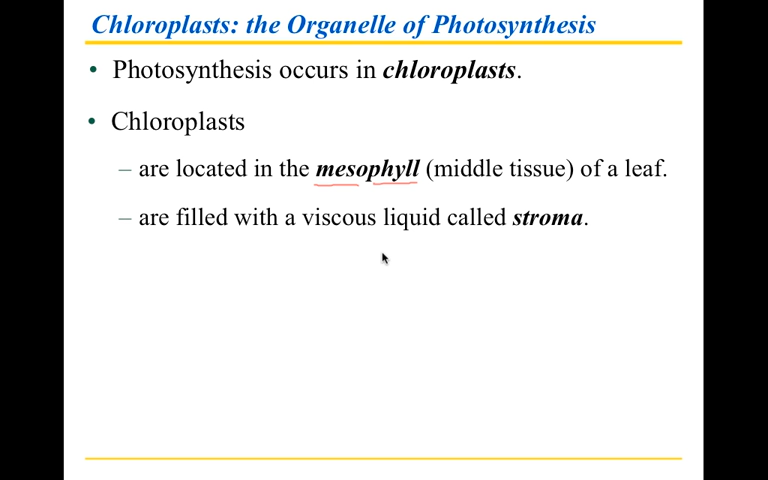 Chloroplasts: the Organelle of Photosynthesis
• Photosynthesis occurs in chloroplasts.
• Chloroplasts
– are located in the mesophyll (middle tissue) of a leaf.
– are filled with a viscous liquid called stroma.